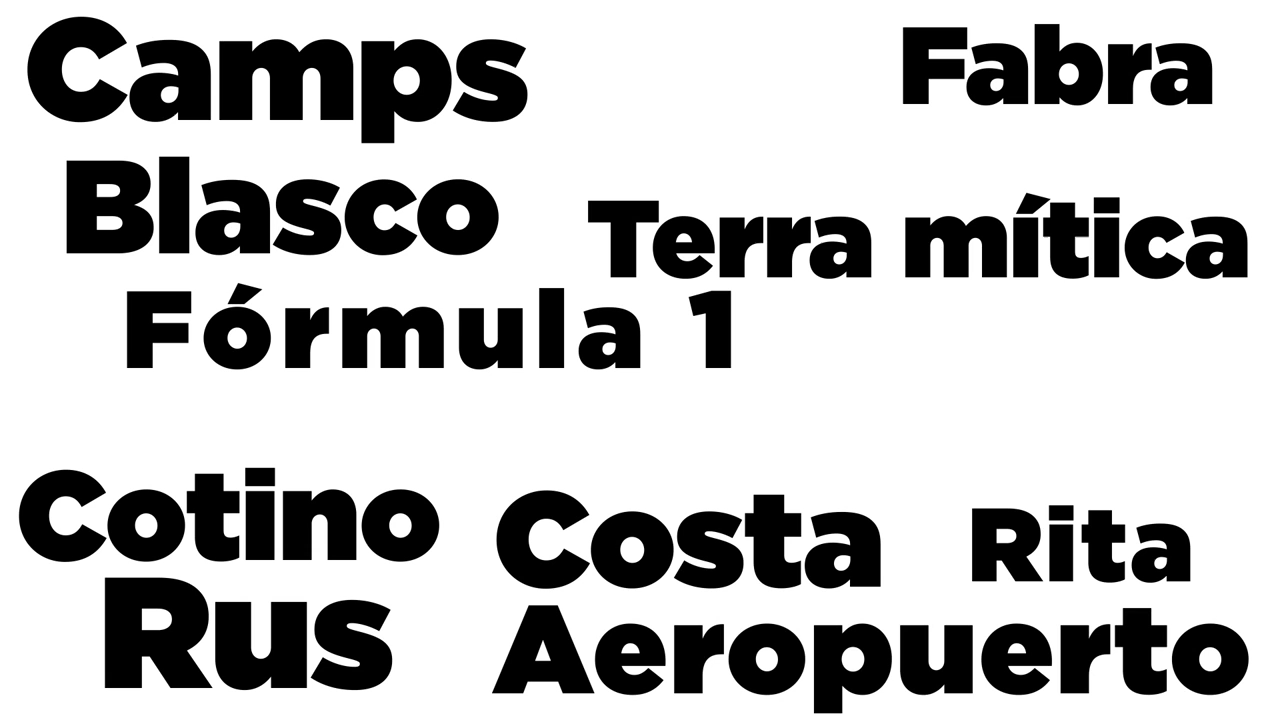 Camps
Fabra
Blasco
Terra mítica
Fórmula 1
Cotino
Costa
Rita
Rus
Aeropuerto